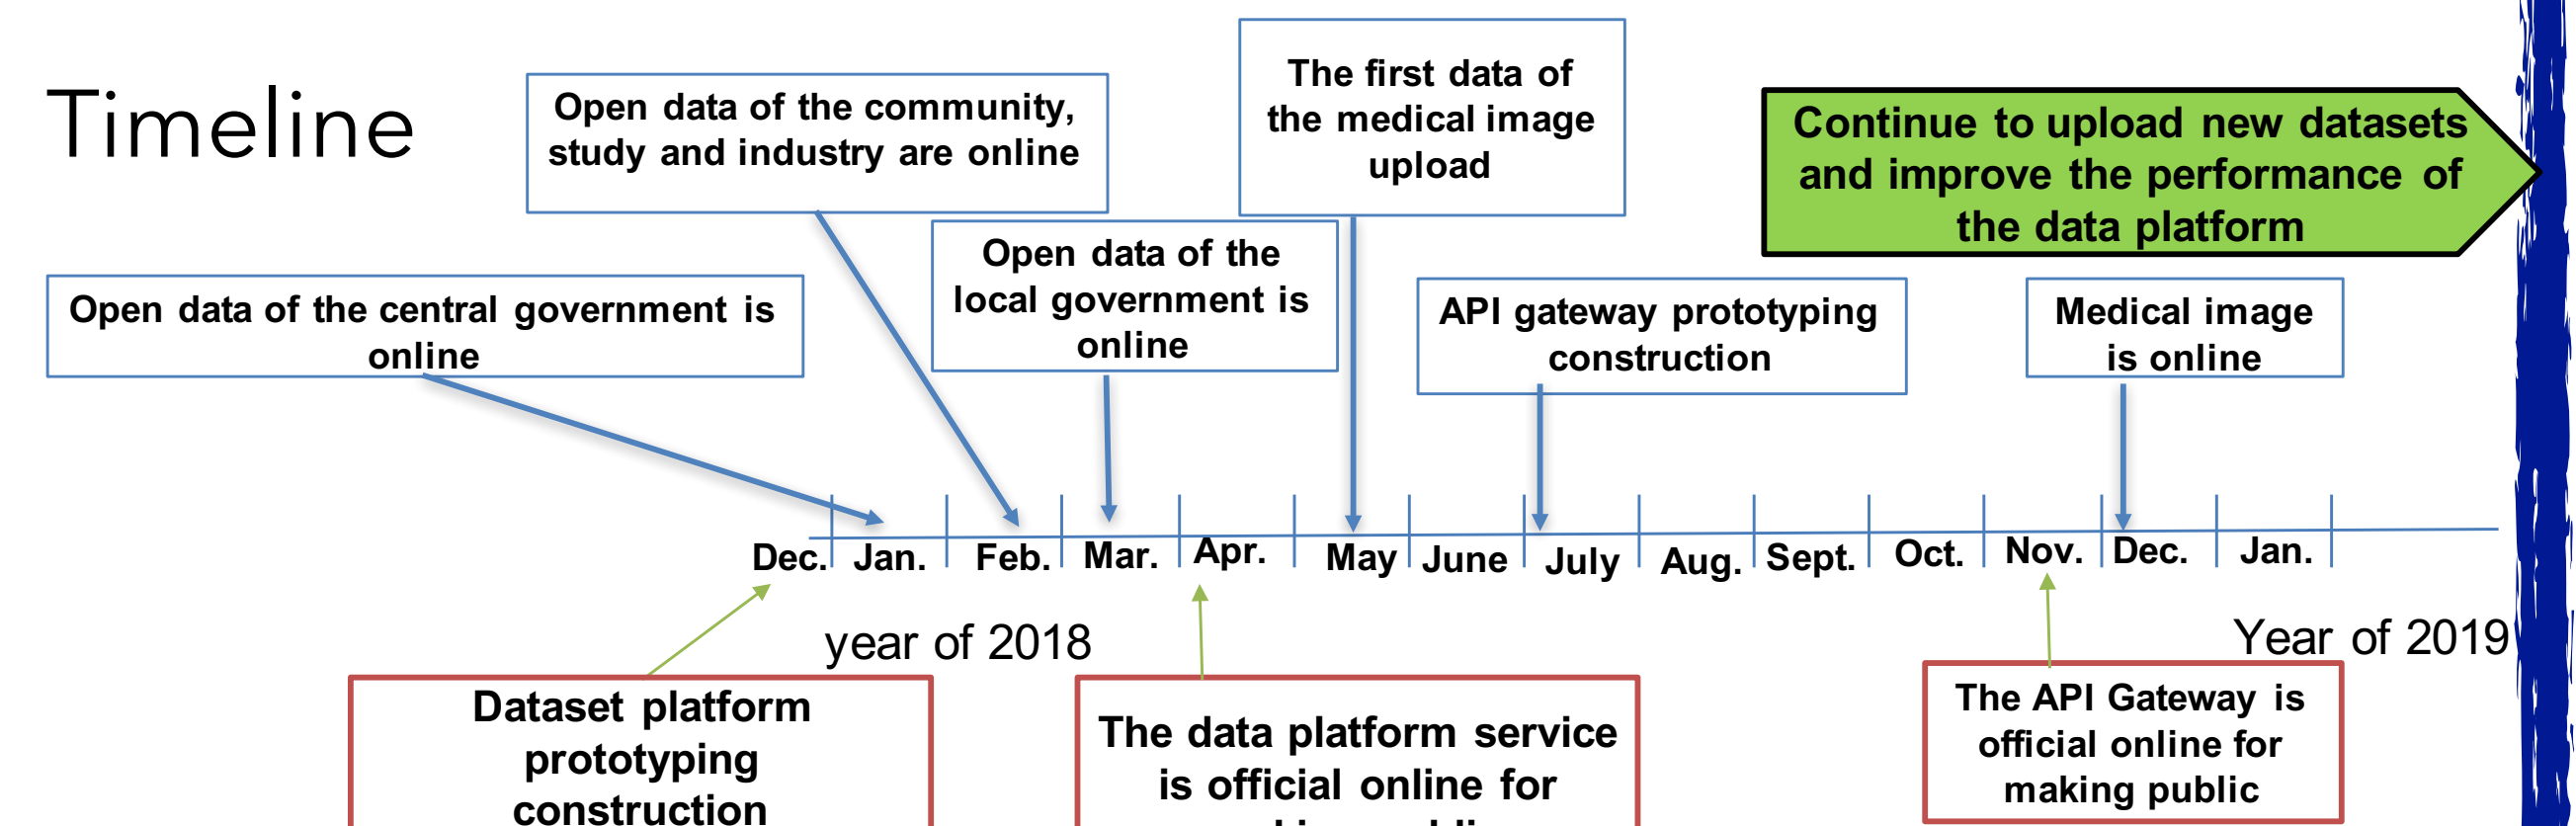 Timeline
Open data of the community,
study and industry are online
The first data of
the medical image
upload
Continue to upload new datasets
and improve the performance of
the data platform
Open data of the central government is
online
Open data of the
local government is
online
API gateway prototyping
construction
Medical image
is online
Dec. Jan. Feb. Mar. Apr. May June July Aug. Sept. Oct. Nov. Dec. Jan.
year of 2018
Year of 2019
Dataset platform
prototyping
construction
The data platform service
is official online for
The API Gateway is
official online for
making public